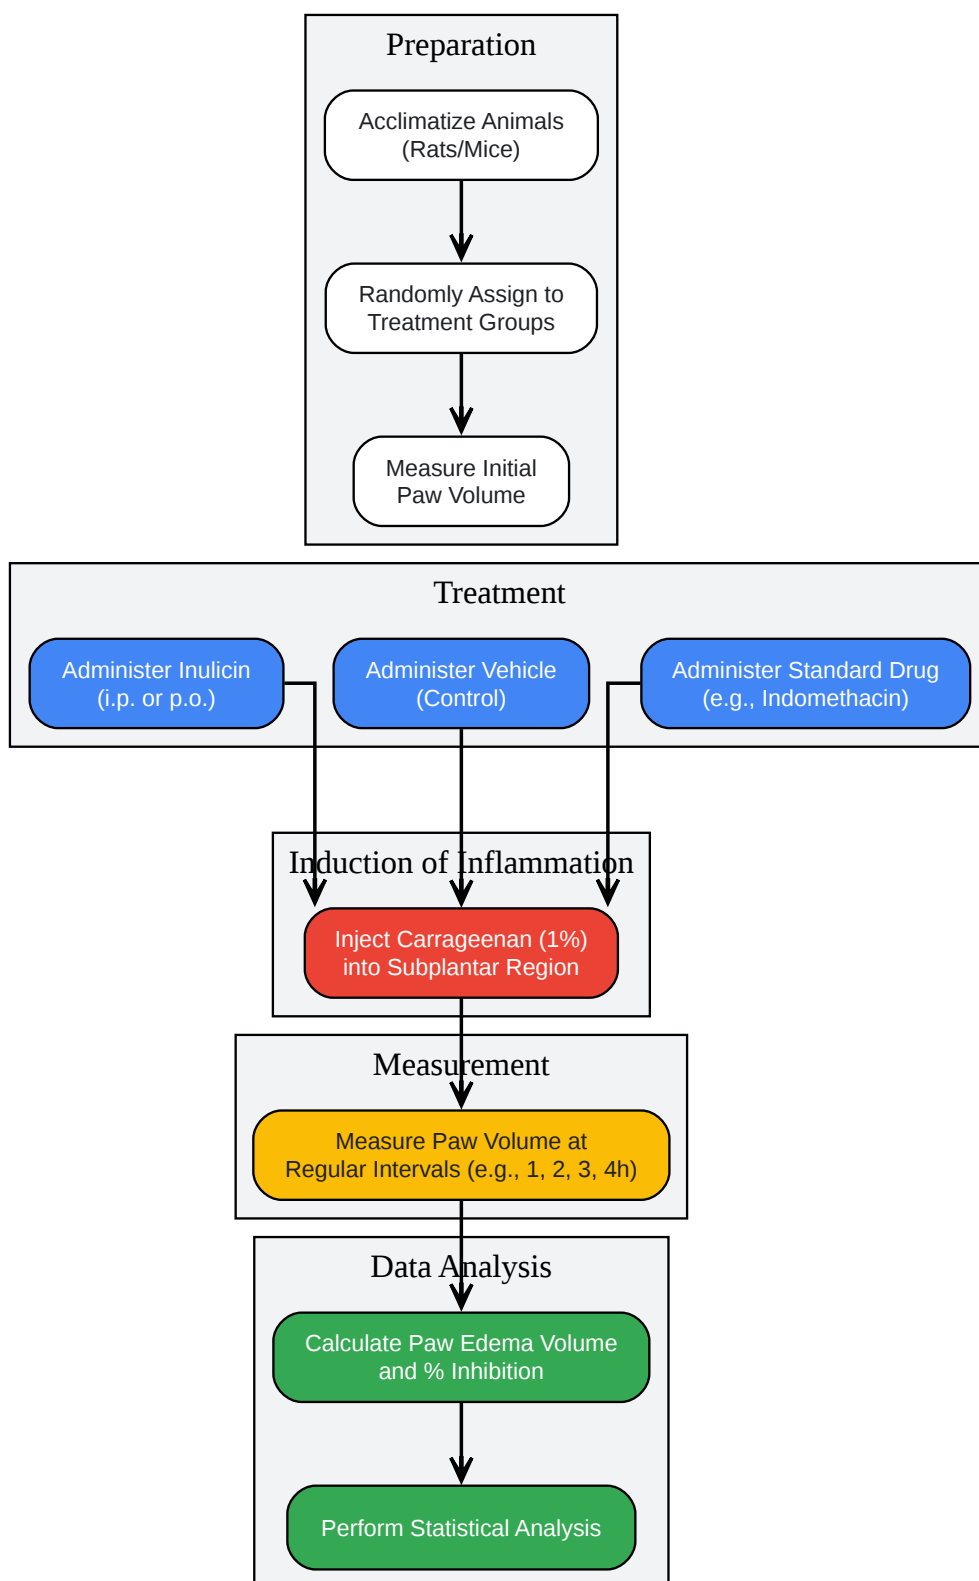 Preparation
Acclimatize Animals
(Rats/Mice)
Randomly Assign to
Treatment Groups
Measure Initial
Paw Volume
Treatment
Administer Inulicin
(i.p. or p.o.)
Administer Vehicle
(Control)
Administer Standard Drug
(e.g., Indomethacin)
Induction of Inflammation
Inject Carrageenan (1%)
into Subplantar Region
Measurement
Measure Paw Volume at
Regular Intervals (e.g., 1, 2, 3, 4h)
Data Analysis
Calculate Paw Edema Volume
and % Inhibition
Perform Statistical Analysis